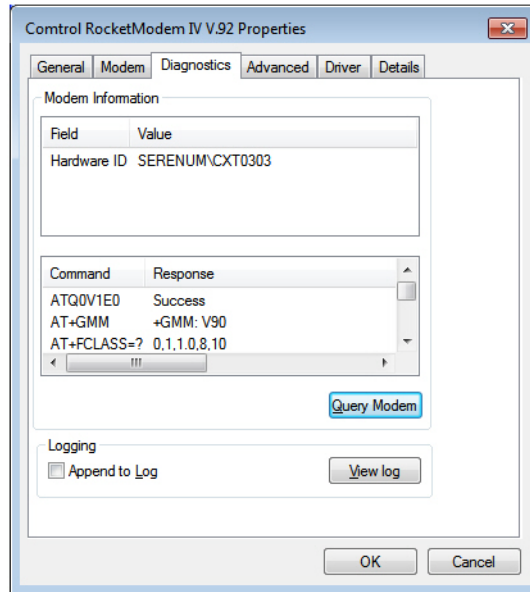 Comtrol RocketModem IV V.92 Properties
General Modem Diagnostics Advanced Driver Details
Modem Information
Field Value
Hardware ID SERENUM\CXT0303
Command Response
ATQ0V1E0 Success
AT+GMM +GMM: V90
AT+FCLASS=? 0,1,1.0,8,10
Query Modem
Logging
Append to Log View log
OK Cancel